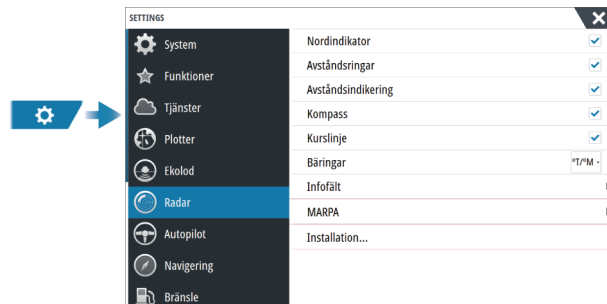 SETTINGS
System
Funktioner
Tjänster
Plotter
Ekolod
Radar
Autopilot
Navigering
Bränsle
Nordindikator
Avståndsringar
Avståndsindikering
Kompass
Kurslinje
Bäringar °T/°M
Infofält
MARPA
Installation...